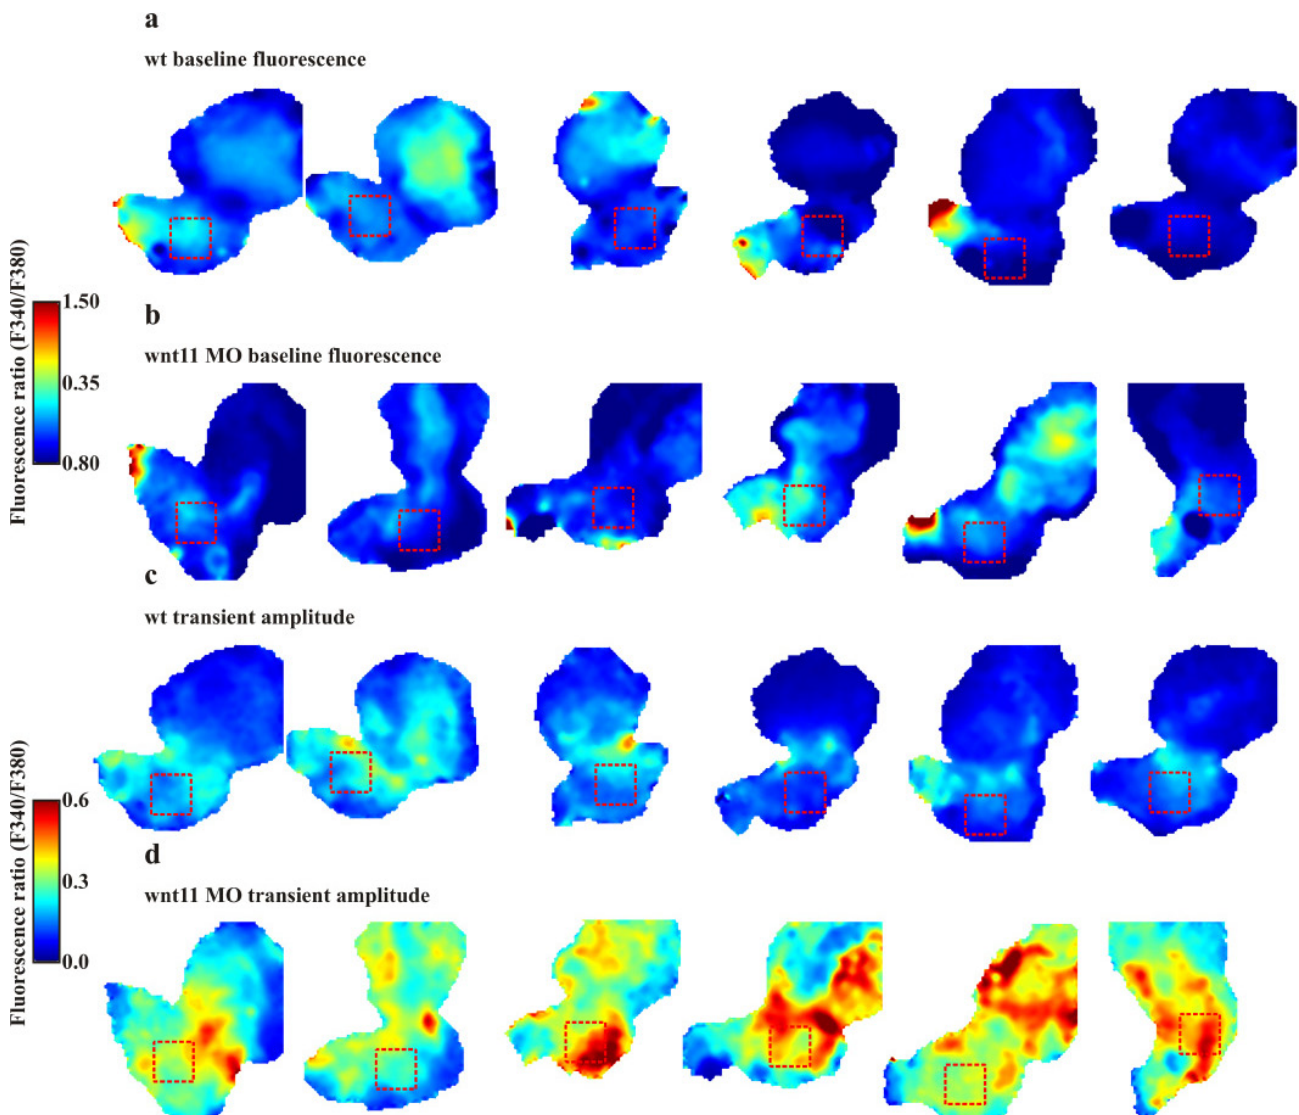 a
wt baseline fluorescence
Fluorescence ratio (F340/F380)
1.50
0.35
0.80
b
wnt11 MO baseline fluorescence
c
wt transient amplitude
Fluorescence ratio (F340/F380)
0.6
0.3
0.0
d
wnt11 MO transient amplitude